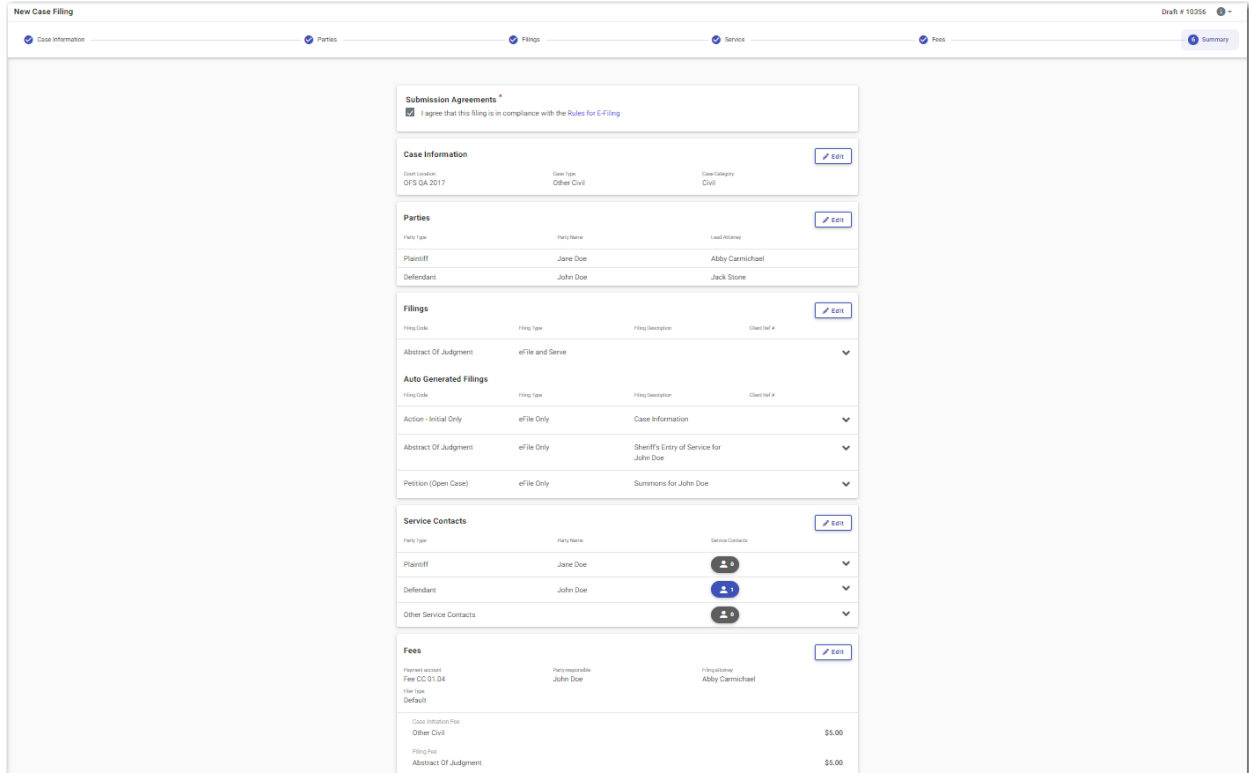 New Case Filing Draft # 10356
Case Information Parties Filings Service Fees 6 Summary
Submission Agreements *
I agree that this filing is in compliance with the Rules for E-Filing
Case Information Edit
Court Location Case Type Case Category
OFS QA 2017 Other Civil Civil
Parties Edit
Party Type Party Name Lead Attorney
Plaintiff Jane Doe Abby Carmichael
Defendant John Doe Jack Stone
Filings Edit
Filing Code Filing Type Filing Description Client Ref #
Abstract Of Judgment eFile and Serve
Auto Generated Filings
Filing Code Filing Type Filing Description Client Ref #
Action - Initial Only eFile Only Case Information
Abstract Of Judgment eFile Only Sheriff's Entry of Service for
John Doe
Petition (Open Case) eFile Only Summons for John Doe
Service Contacts Edit
Party Type Party Name Service Contacts
Plaintiff Jane Doe 0
Defendant John Doe 1
Other Service Contacts 0
Fees Edit
Payment account Party responsible Filing attorney
Fee CC 01.04 John Doe Abby Carmichael
Filer Type
Default
Case Initiation Fee
Other Civil $5.00
Filing Fee
Abstract Of Judgment $5.00